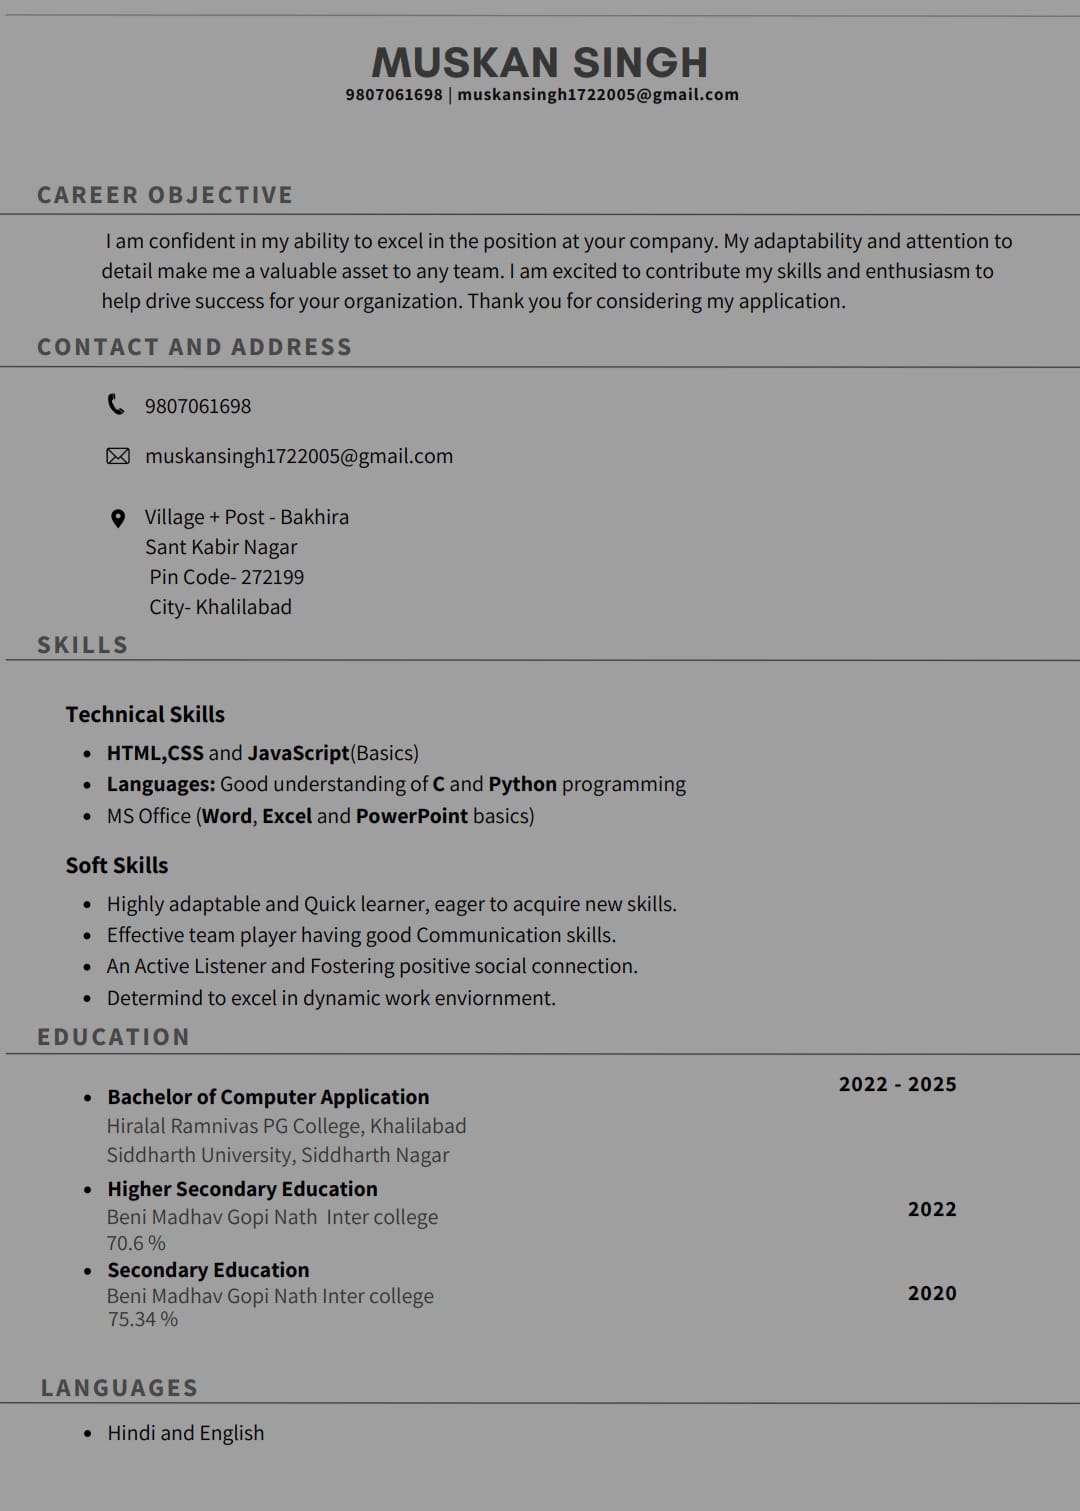 MUSKAN SINGH
9807061698 | muskansingh1722005@gmail.com
CAREER OBJECTIVE
I am confident in my ability to excel in the position at your company. My adaptability and attention to
detail make me a valuable asset to any team. I am excited to contribute my skills and enthusiasm to
help drive success for your organization. Thank you for considering my application.
CONTACT AND ADDRESS
9807061698
muskansingh1722005@gmail.com
Village + Post - Bakhira
Sant Kabir Nagar
Pin Code- 272199
City- Khalilabad
SKILLS
Technical Skills
• HTML,CSS and JavaScript(Basics)
• Languages: Good understanding of C and Python programming
• MS Office (Word, Excel and PowerPoint basics)
Soft Skills
• Highly adaptable and Quick learner, eager to acquire new skills.
• Effective team player having good Communication skills.
• An Active Listener and Fostering positive social connection.
• Determind to excel in dynamic work enviornment.
EDUCATION
• Bachelor of Computer Application 2022 - 2025
Hiralal Ramnivas PG College, Khalilabad
Siddharth University, Siddharth Nagar
• Higher Secondary Education
Beni Madhav Gopi Nath  Inter college 2022
70.6 %
• Secondary Education
Beni Madhav Gopi Nath Inter college 2020
75.34 %
LANGUAGES
• Hindi and English